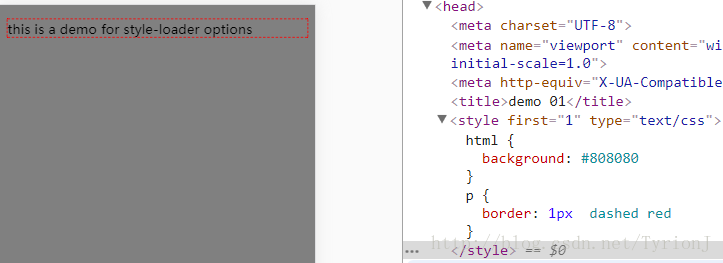 this is a demo for style-loader options
<head>
<meta charset="UTF-8">
<meta name="viewport" content="wi
initial-scale=1.0">
<meta http-equiv="X-UA-Compatible
<title>demo 01</title>
<style first="1" type="text/css">
html {
background: #808080
}
p {
border: 1px dashed red
}
</style> == $0
http://blog.csdn.net/TyrionJ